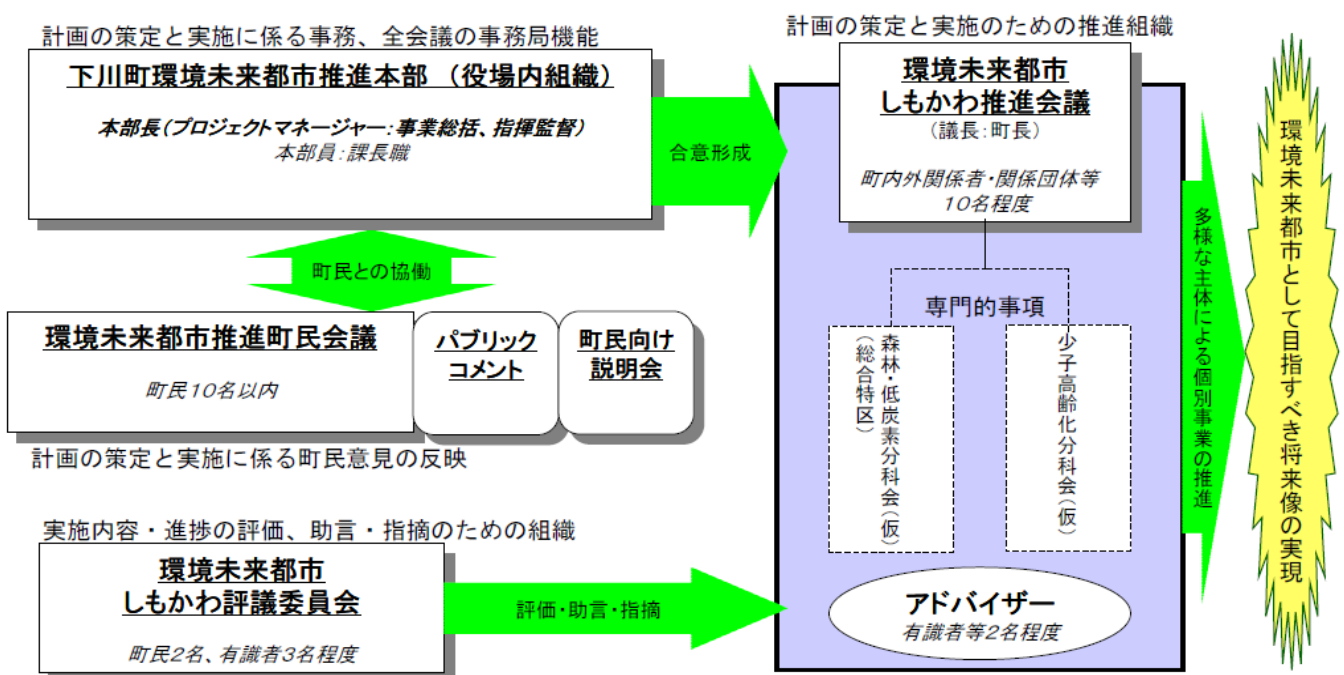 計画の策定と実施に係る事務、全会議の事務局機能
下川町環境未来都市推進本部 (役場内組織)
本部長(プロジェクトマネージャー:事業総括、指揮監督)
本部員:課長職
合意形成
町民との協働
環境未来都市推進町民会議
町民10名以内
パブリック
コメント
町民向け
説明会
計画の策定と実施に係る町民意見の反映
実施内容・進捗の評価、助言・指摘のための組織
環境未来都市
しもかわ評議委員会
町民2名、有識者3名程度
評価・助言・指摘
計画の策定と実施のための推進組織
環境未来都市
しもかわ推進会議
(議長:町長)
町内外関係者・関係団体等
10名程度
専門的事項
森林・低炭素分科会(仮)
(総合特区)
少子高齢化分科会(仮)
アドバイザー
有識者等2名程度
多様な主体による個別事業の推進
環境未来都市として目指すべき将来像の実現